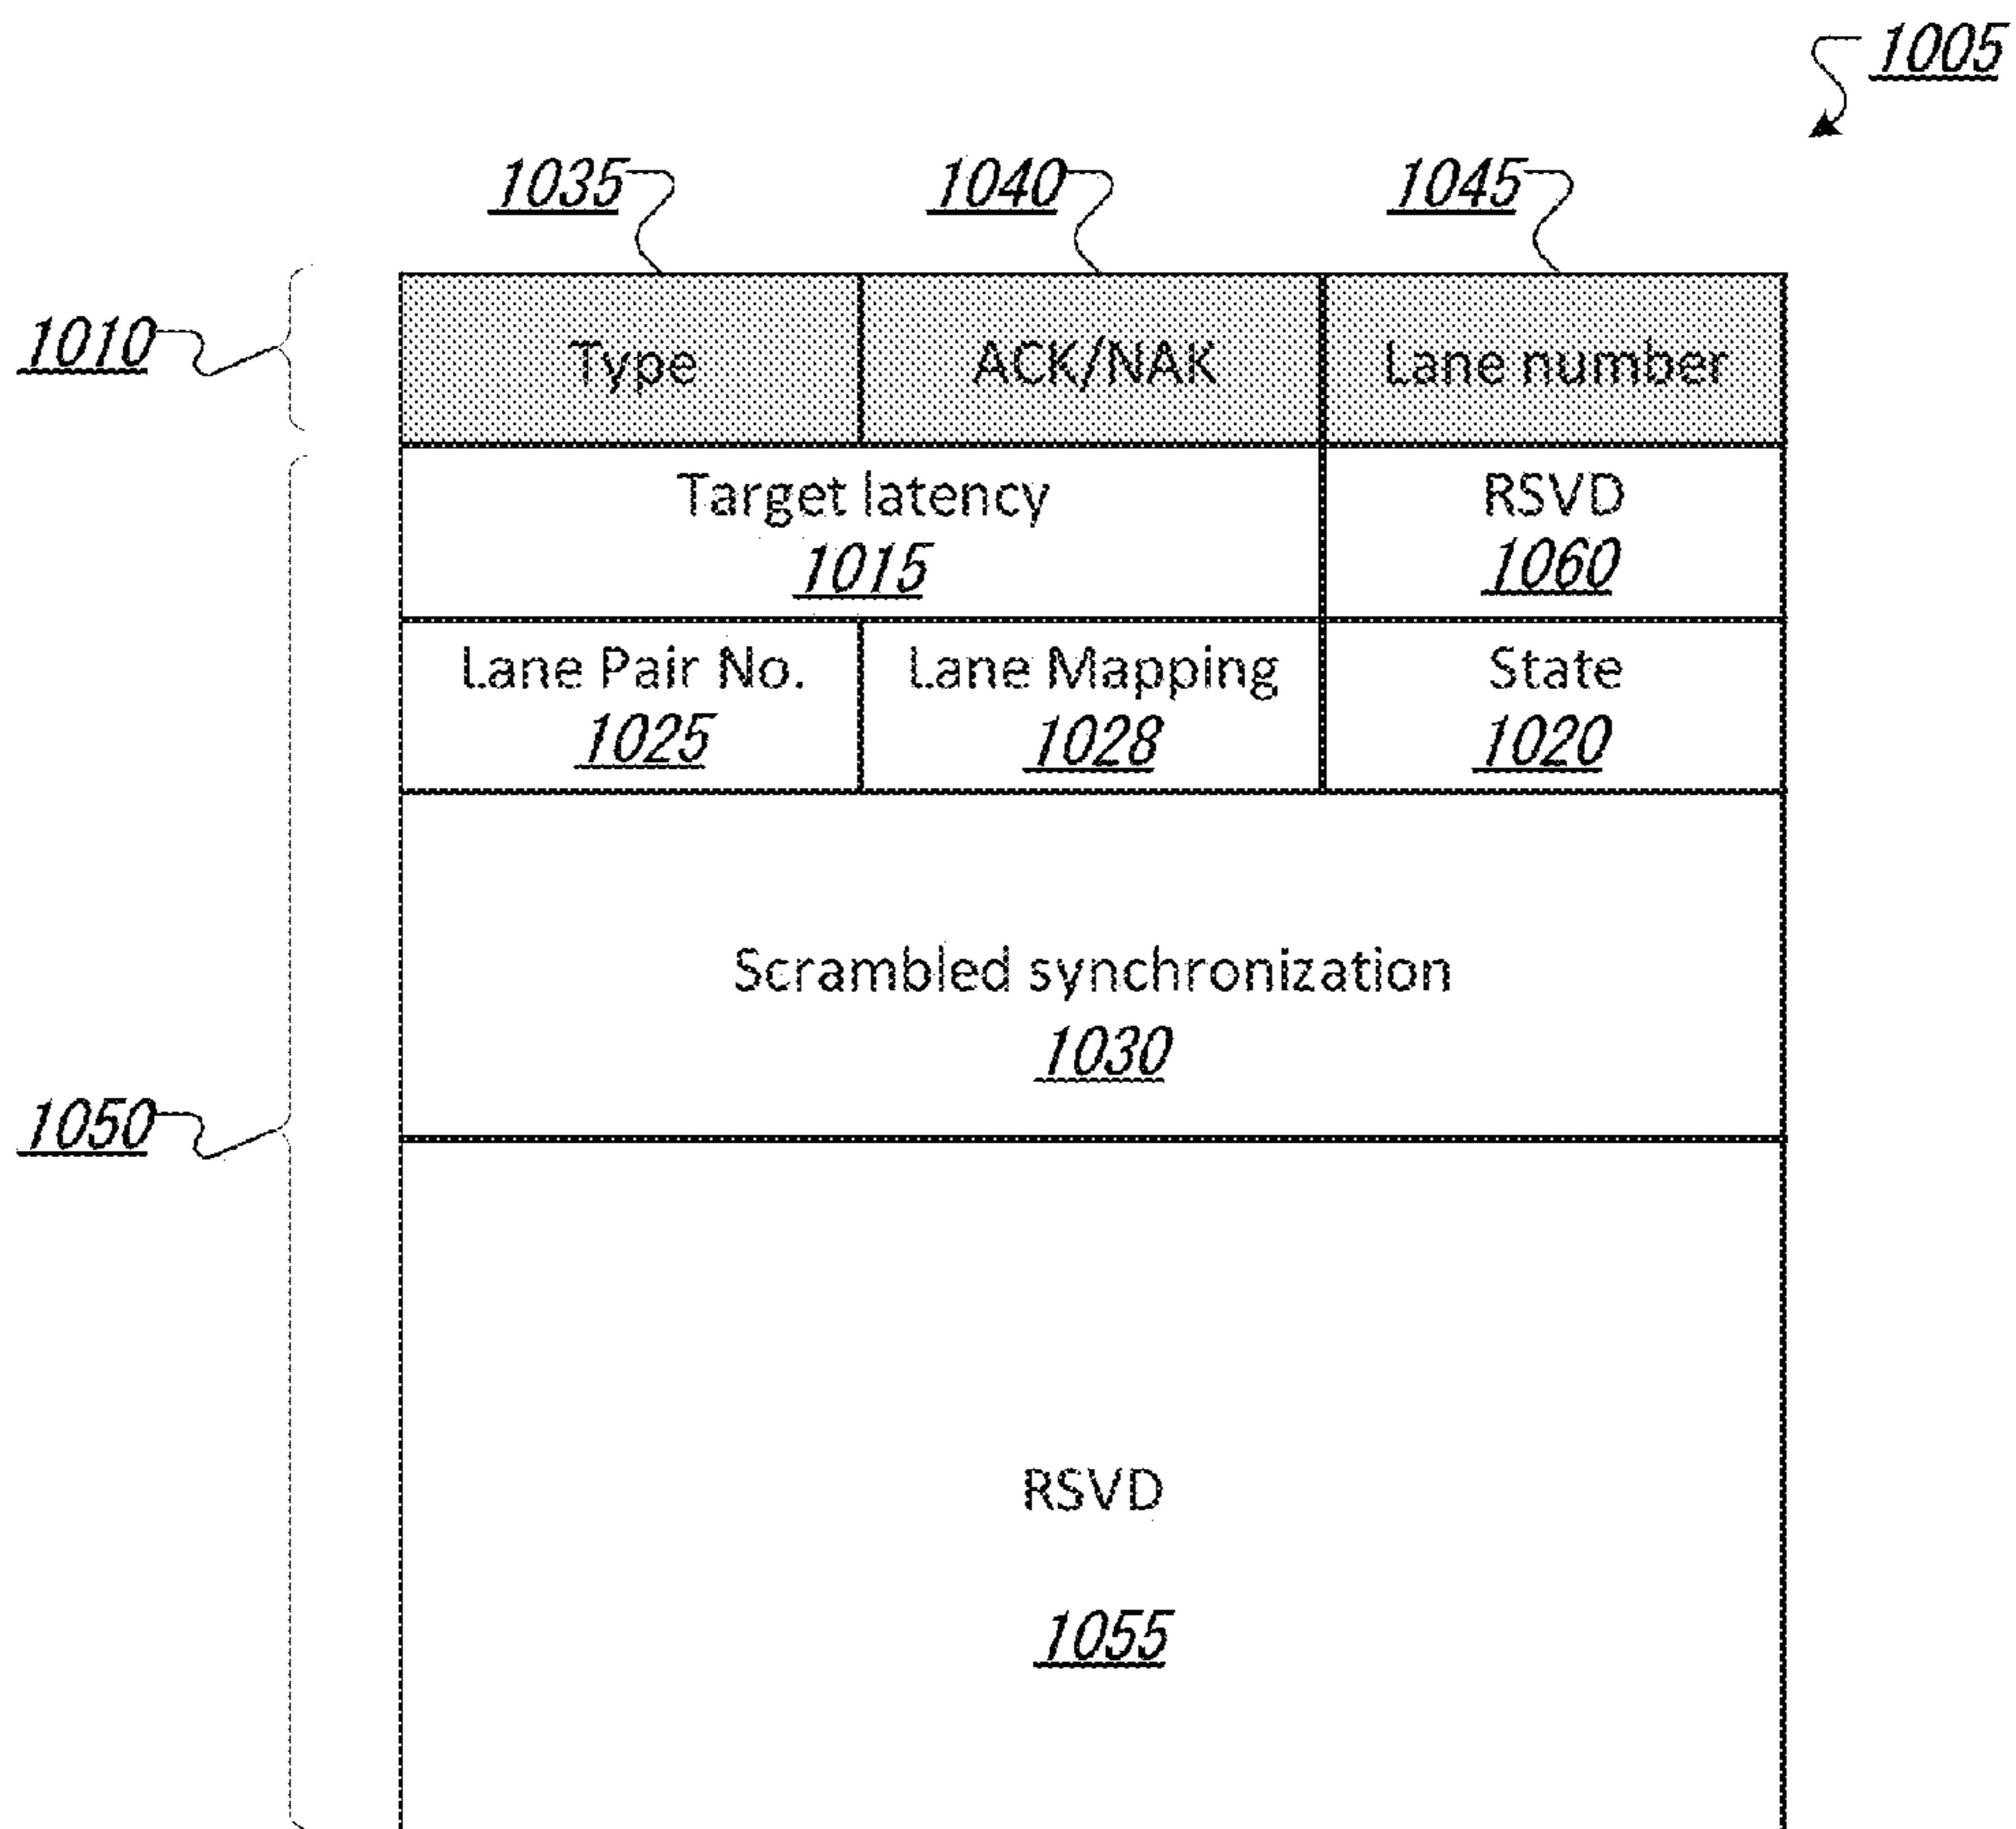 1005
1035
1040
1045
1010
Type
ACK/NAK
Lane number
Target latency
1015
RSVD
1060
Lane Pair No.
1025
Lane Mapping
1028
State
1020
Scrambled synchronization
1030
1050
RSVD
1055